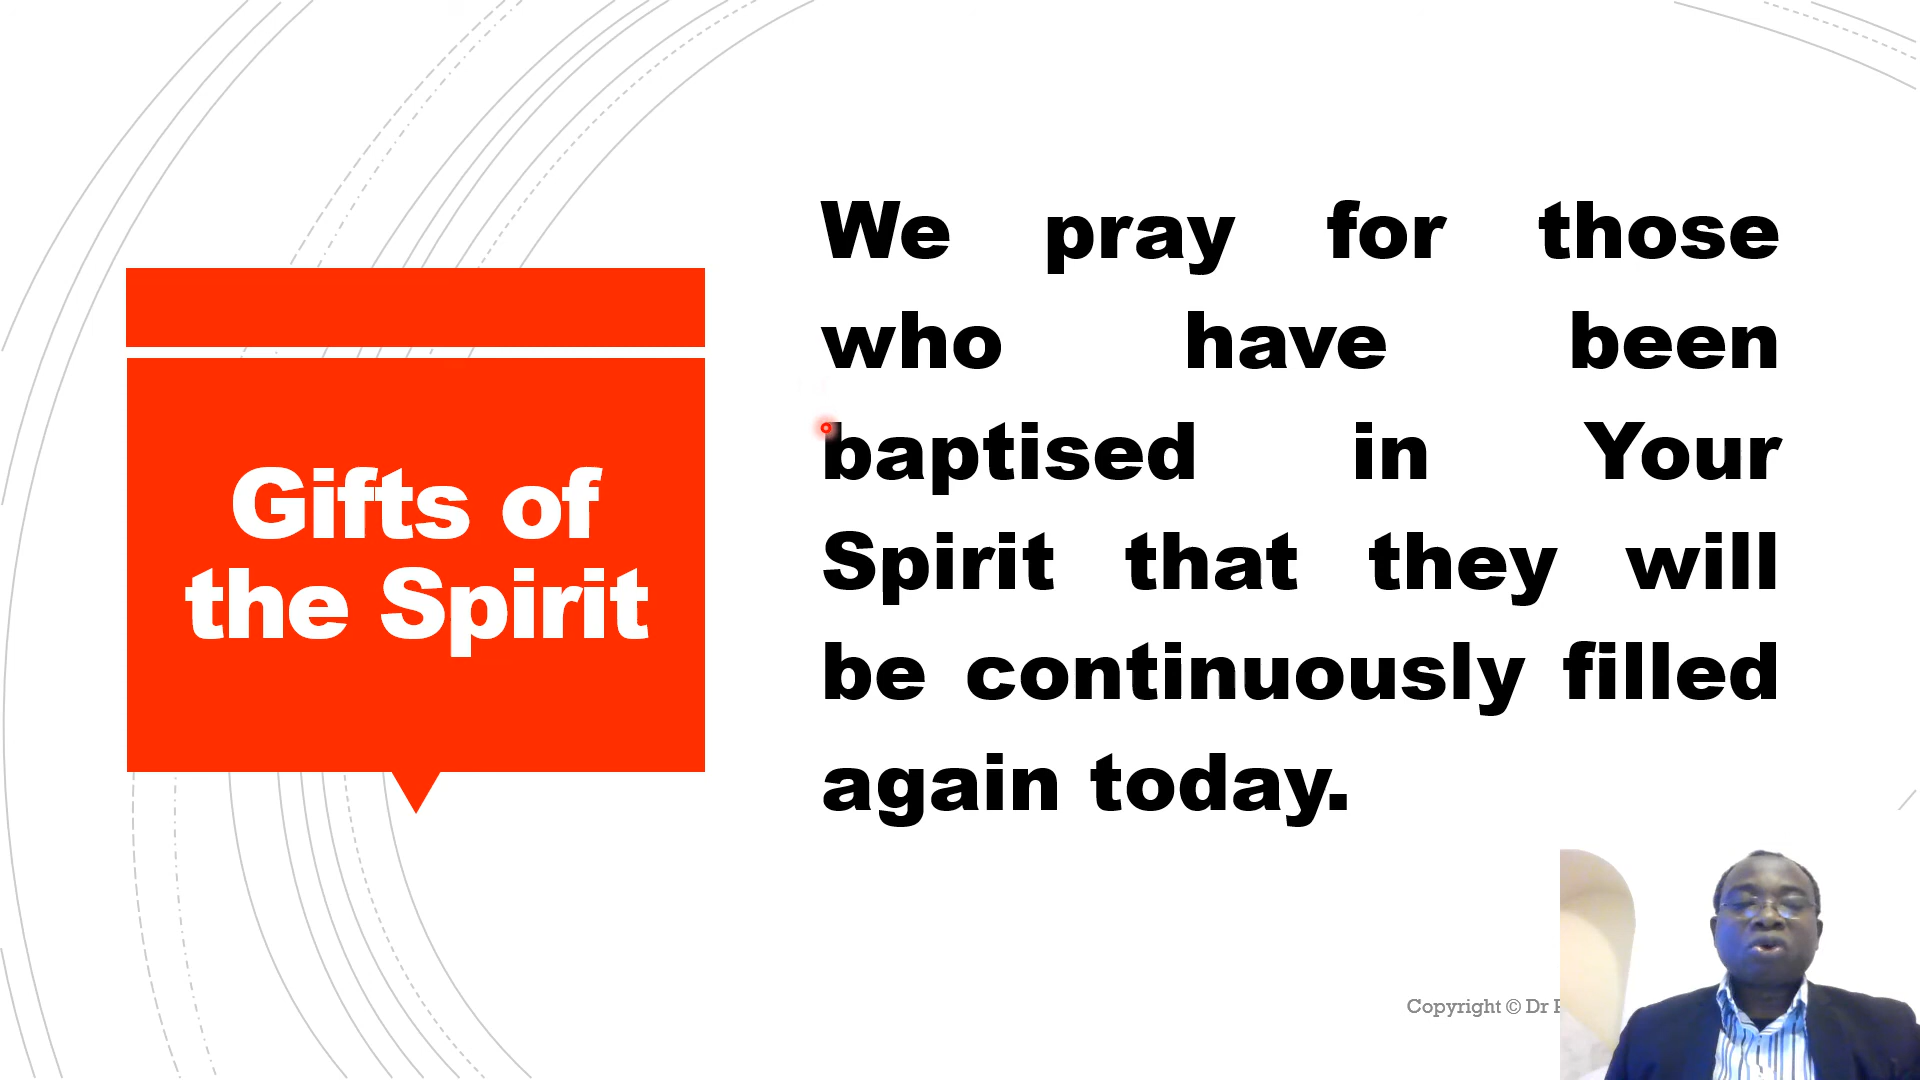 Gifts of
the Spirit
We pray for those
who have been
baptised in Your
Spirit that they will
be continuously filled
again today.
Copyright © Dr